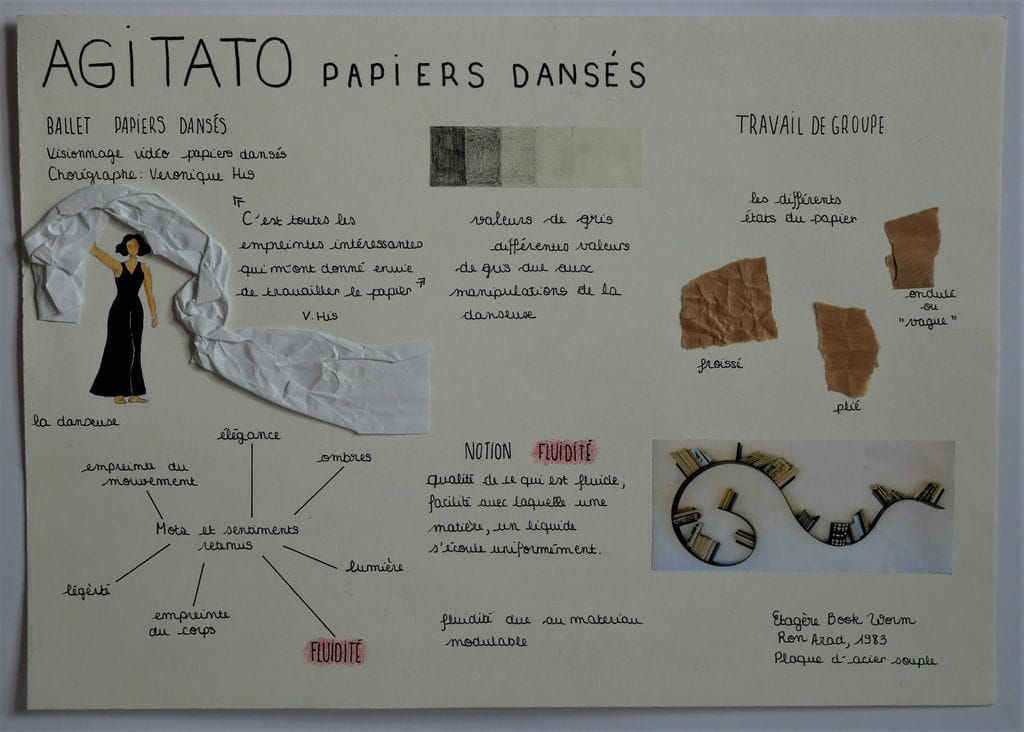 AGITATO PAPIERS DANSÉS
BALLET PAPIERS DANSÉS
Visionnage vidéo papiers dansés
Chorégraphe: Veronique His
"C'est toutes les
empreintes intéressantes
qui m'ont donné envie
de travailler le papier"
V. His
la danseuse
élégance
empreinte du
mouvement
ombres
Mots et sentiments
retenus
légèté
empreinte
du corps
lumière
FLUIDITÉ
valeurs de gris
différentes valeurs
de gris due aux
manipulations de la
danseuse
NOTION FLUIDITÉ
qualité de ce qui est fluide,
facilité avec laquelle une
matière, un liquide
s'écoule uniformément.
fluidité due au materiau
modulable
TRAVAIL DE GROUPE
les différents
états du papier
froissé
plié
ondulé
ou
"vague"
Etagère Book Worm
Ron Arad, 1983
Plaque d'acier souple